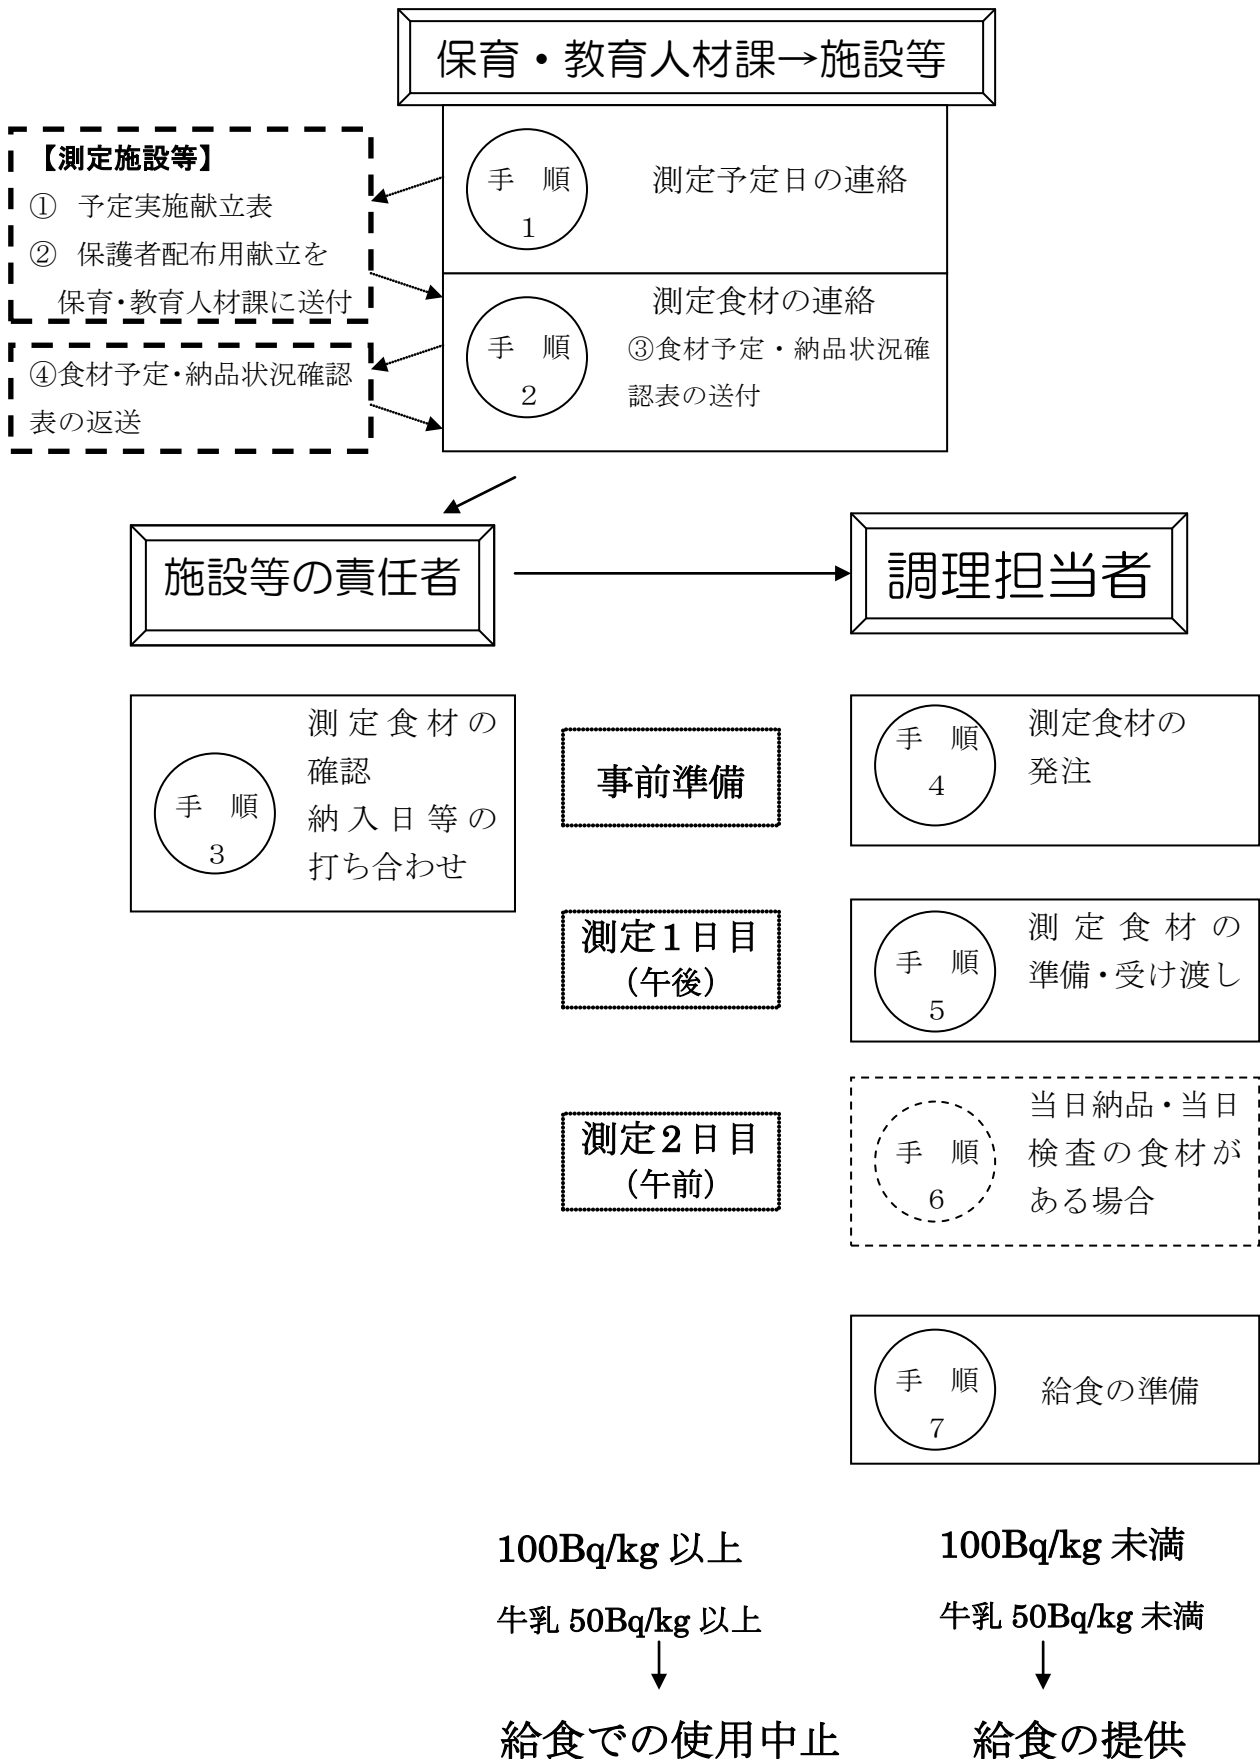 保育・教育人材課→施設等
手 順
1
測定予定日の連絡
【測定施設等】
① 予定実施献立表
② 保護者配布用献立を
保育・教育人材課に送付
手 順
2
測定食材の連絡
③食材予定・納品状況確
認表の送付
④食材予定・納品状況確認
表の返送
施設等の責任者
調理担当者
手 順
3
測定食材の
確認
納入日等の
打ち合わせ
事前準備
手 順
4
測定食材の
発注
測定1日目
(午後)
手 順
5
測定食材の
準備・受け渡し
測定2日目
(午前)
手 順
6
当日納品・当日
検査の食材が
ある場合
手 順
7
給食の準備
100Bq/kg 以上
牛乳 50Bq/kg 以上
給食での使用中止
100Bq/kg 未満
牛乳 50Bq/kg 未満
給食の提供